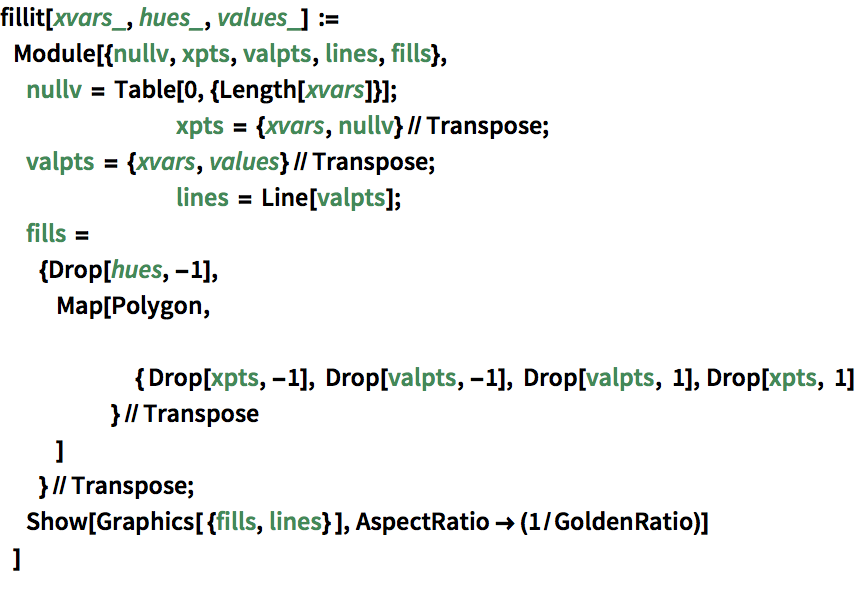 fillit[xvars_, hues_, values_] :=
Module[{nullv, xpts, valpts, lines, fills},
nullv = Table[0, {Length[xvars]}];
xpts = {xvars, nullv} // Transpose;
valpts = {xvars, values} // Transpose;
lines = Line[valpts];
fills =
{Drop[hues, -1],
Map[Polygon,
{ Drop[xpts, -1], Drop[valpts, -1], Drop[valpts, 1], Drop[xpts, 1]
} // Transpose
]
} // Transpose;
Show[Graphics[ {fills, lines} ], AspectRatio → (1 / GoldenRatio)]
]